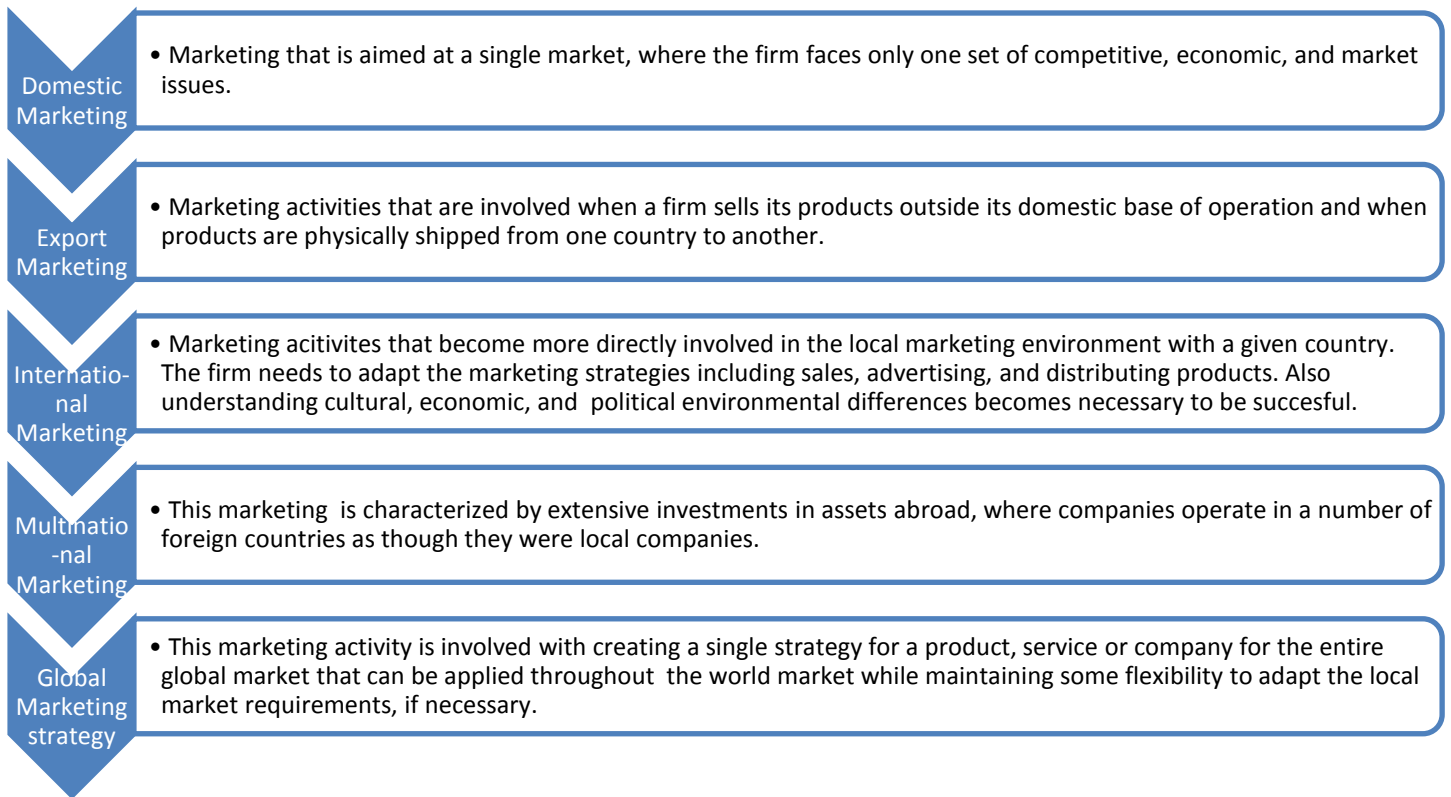 Domestic
Marketing
• Marketing that is aimed at a single market, where the firm faces only one set of competitive, economic, and market
issues.
Export
Marketing
• Marketing activities that are involved when a firm sells its products outside its domestic base of operation and when
products are physically shipped from one country to another.
Internatio-
nal
Marketing
• Marketing acitivites that become more directly involved in the local marketing environment with a given country.
The firm needs to adapt the marketing strategies including sales, advertising, and distributing products. Also
understanding cultural, economic, and political environmental differences becomes necessary to be succesful.
Multinatio
-nal
Marketing
• This marketing is characterized by extensive investments in assets abroad, where companies operate in a number of
foreign countries as though they were local companies.
Global
Marketing
strategy
• This marketing activity is involved with creating a single strategy for a product, service or company for the entire
global market that can be applied throughout the world market while maintaining some flexibility to adapt the local
market requirements, if necessary.